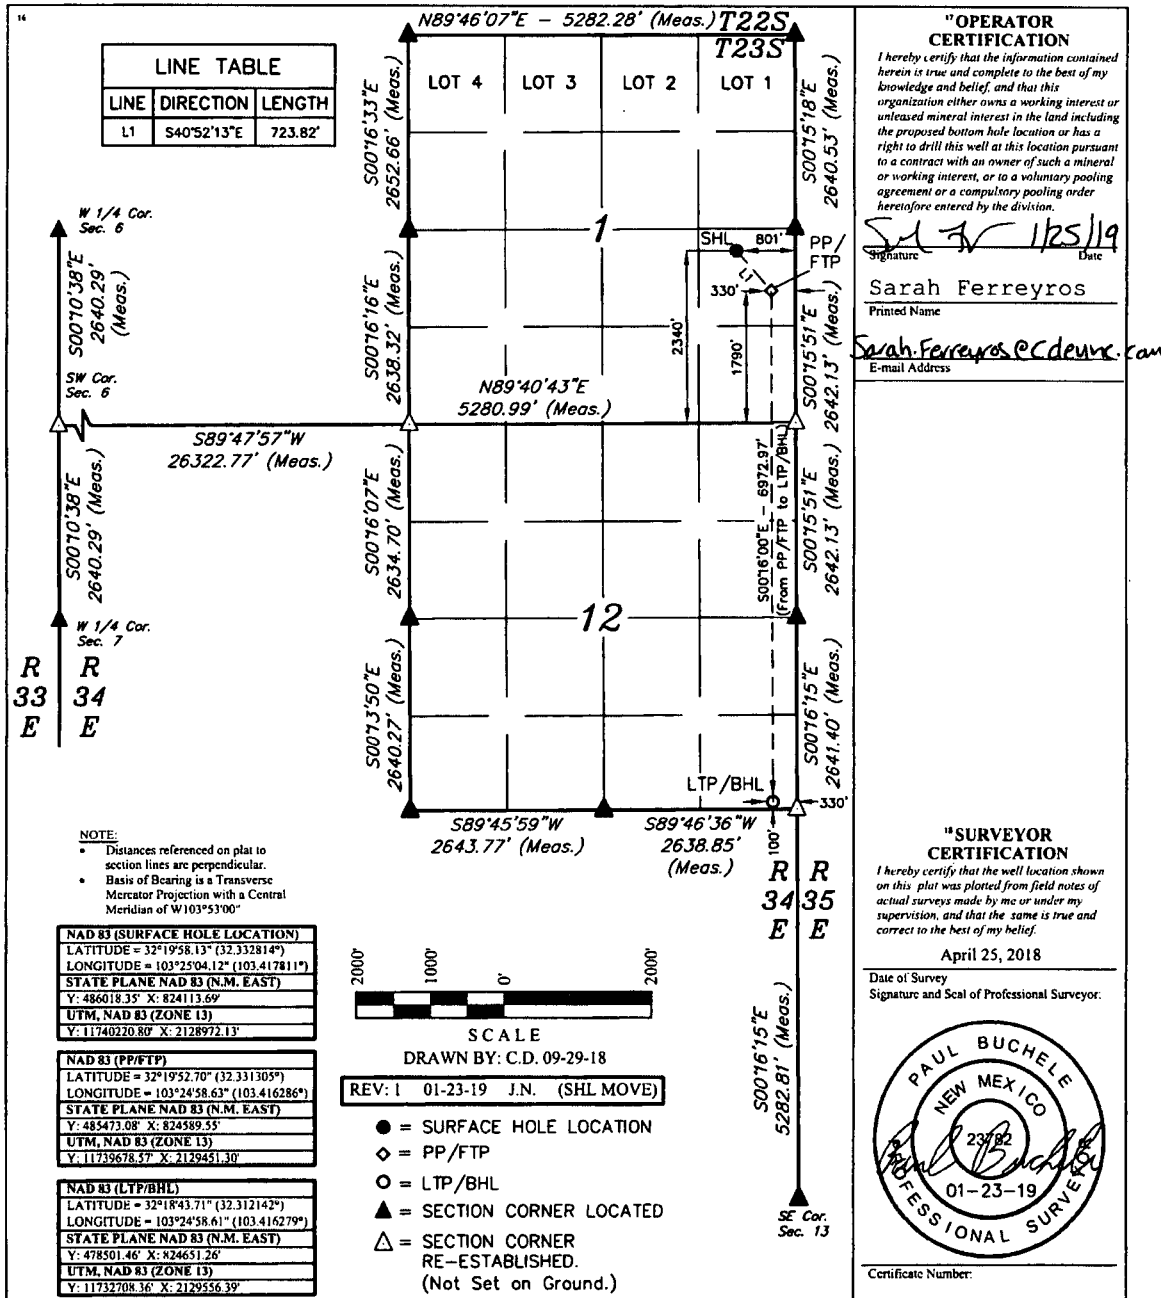 16
N89°46'07"E – 5282.28' (Meas.)
T22S
T23S
LINE TABLE
LINE DIRECTION LENGTH
L1 S40°52'13"E 723.82'
LOT 4 LOT 3 LOT 2 LOT 1
S00°16'33"E
2652.66' (Meas.)
S00°15'18"E
2640.53' (Meas.)
W 1/4 Cor.
Sec. 6
S00°10'38"E
2640.29'
(Meas.)
SW Cor.
Sec. 6
1
SHL
801'
PP/
FTP
L1
330'
2340'
1790'
S00°16'16"E
2638.32' (Meas.)
S00°15'51"E
2642.13' (Meas.)
N89°40'43"E
5280.99' (Meas.)
S89°47'57"W
26322.77' (Meas.)
S00°10'38"E
2640.29' (Meas.)
W 1/4 Cor.
Sec. 7
S00°16'07"E
2634.70' (Meas.)
S00°16'00"E – 6972.97'
(From PP/FTP to LTP/BHL)
S00°15'51"E
2642.13' (Meas.)
12
R R
33 34
E E
S00°13'50"E
2640.27' (Meas.)
S00°16'15"E
2641.40' (Meas.)
LTP/BHL
330'
100'
S89°45'59"W
2643.77' (Meas.)
S89°46'36"W
2638.85'
(Meas.)
R R
34 35
E E
S00°16'15"E
5282.81' (Meas.)
SE Cor.
Sec. 13
NOTE:
• Distances referenced on plat to
section lines are perpendicular.
• Basis of Bearing is a Transverse
Mercator Projection with a Central
Meridian of W103°53'00"
NAD 83 (SURFACE HOLE LOCATION)
LATITUDE = 32°19'58.13" (32.332814°)
LONGITUDE = 103°25'04.12" (103.417811°)
STATE PLANE NAD 83 (N.M. EAST)
Y: 486018.35' X: 824113.69'
UTM, NAD 83 (ZONE 13)
Y: 11740220.80' X: 2128972.13'
NAD 83 (PP/FTP)
LATITUDE = 32°19'52.70" (32.331305°)
LONGITUDE = 103°24'58.63" (103.416286°)
STATE PLANE NAD 83 (N.M. EAST)
Y: 485473.08' X: 824589.55'
UTM, NAD 83 (ZONE 13)
Y: 11739678.57' X: 2129451.30'
NAD 83 (LTP/BHL)
LATITUDE = 32°18'43.71" (32.312142°)
LONGITUDE = 103°24'58.61" (103.416279°)
STATE PLANE NAD 83 (N.M. EAST)
Y: 478501.46' X: 824651.26'
UTM, NAD 83 (ZONE 13)
Y: 11732708.36' X: 2129556.39'
2000' 1000' 0' 2000'
SCALE
DRAWN BY: C.D. 09-29-18
REV: 1 01-23-19 J.N. (SHL MOVE)
= SURFACE HOLE LOCATION
= PP/FTP
= LTP/BHL
= SECTION CORNER LOCATED
= SECTION CORNER
RE-ESTABLISHED.
(Not Set on Ground.)
17 OPERATOR
CERTIFICATION
I hereby certify that the information contained
herein is true and complete to the best of my
knowledge and belief, and that this
organization either owns a working interest or
unleased mineral interest in the land including
the proposed bottom hole location or has a
right to drill this well at this location pursuant
to a contract with an owner of such a mineral
or working interest, or to a voluntary pooling
agreement or a compulsory pooling order
heretofore entered by the division.
1/25/19
Signature Date
Sarah Ferreyros
Printed Name
Sarah.Ferreyros@cdevinc.com
E-mail Address
18 SURVEYOR
CERTIFICATION
I hereby certify that the well location shown
on this plat was plotted from field notes of
actual surveys made by me or under my
supervision, and that the same is true and
correct to the best of my belief.
April 25, 2018
Date of Survey
Signature and Seal of Professional Surveyor:
PAUL BUCHELE
NEW MEXICO
23782
01-23-19
PROFESSIONAL SURVEYOR
Certificate Number: